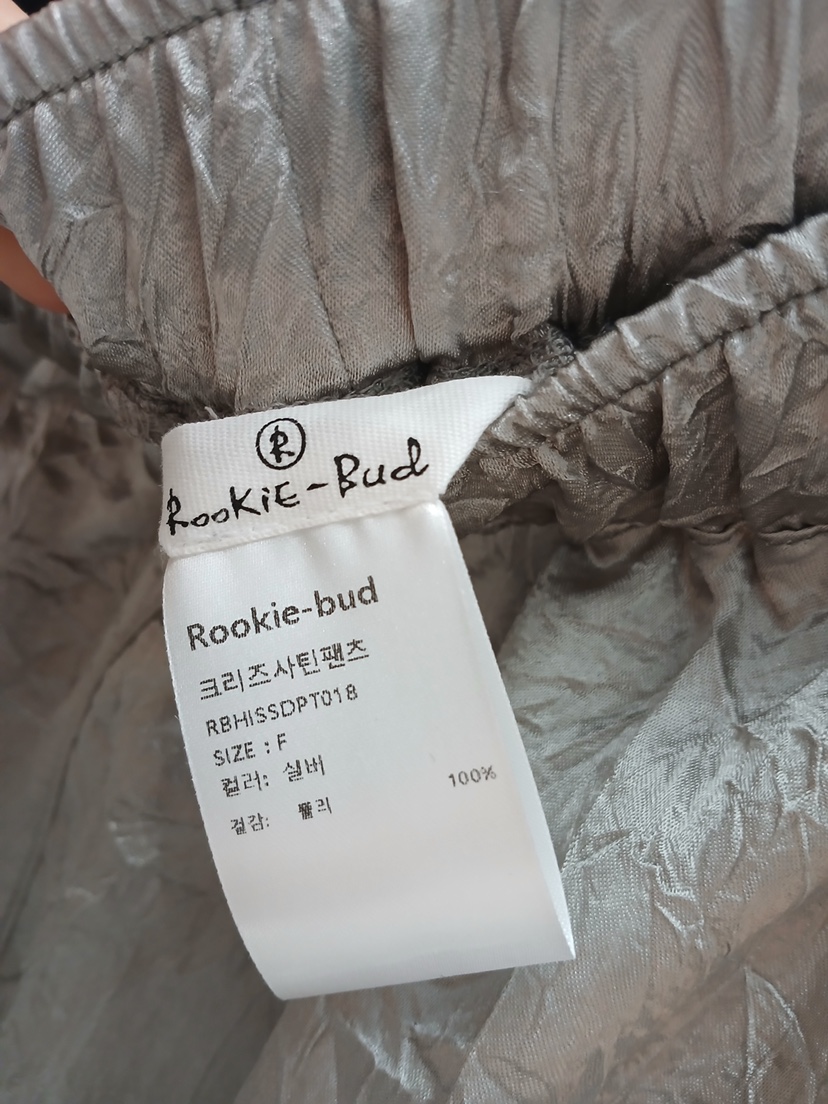 R
RooKiE-Bud
Rookie-bud
크리즈사틴팬츠
RBHISSDPT018
SIZE : F
컬러: 실버
겉감: 폴리 100%